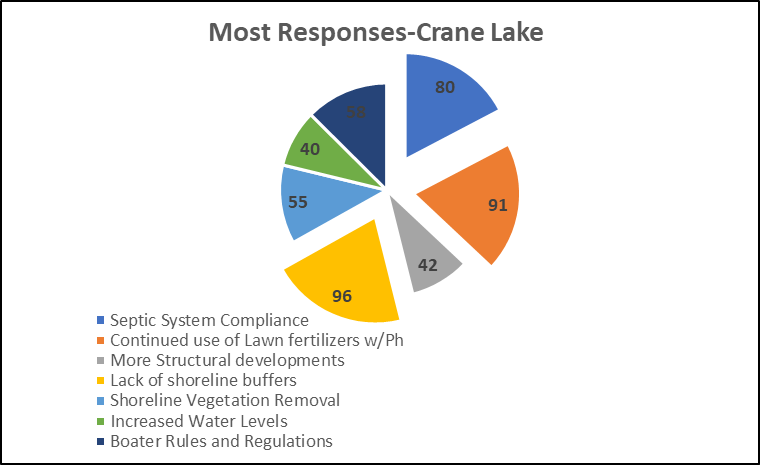 Most Responses-Crane Lake
80
91
42
96
55
40
Septic System Compliance
Continued use of Lawn fertilizers w/Ph
More Structural developments
Lack of shoreline buffers
Shoreline Vegetation Removal
Increased Water Levels
Boater Rules and Regulations